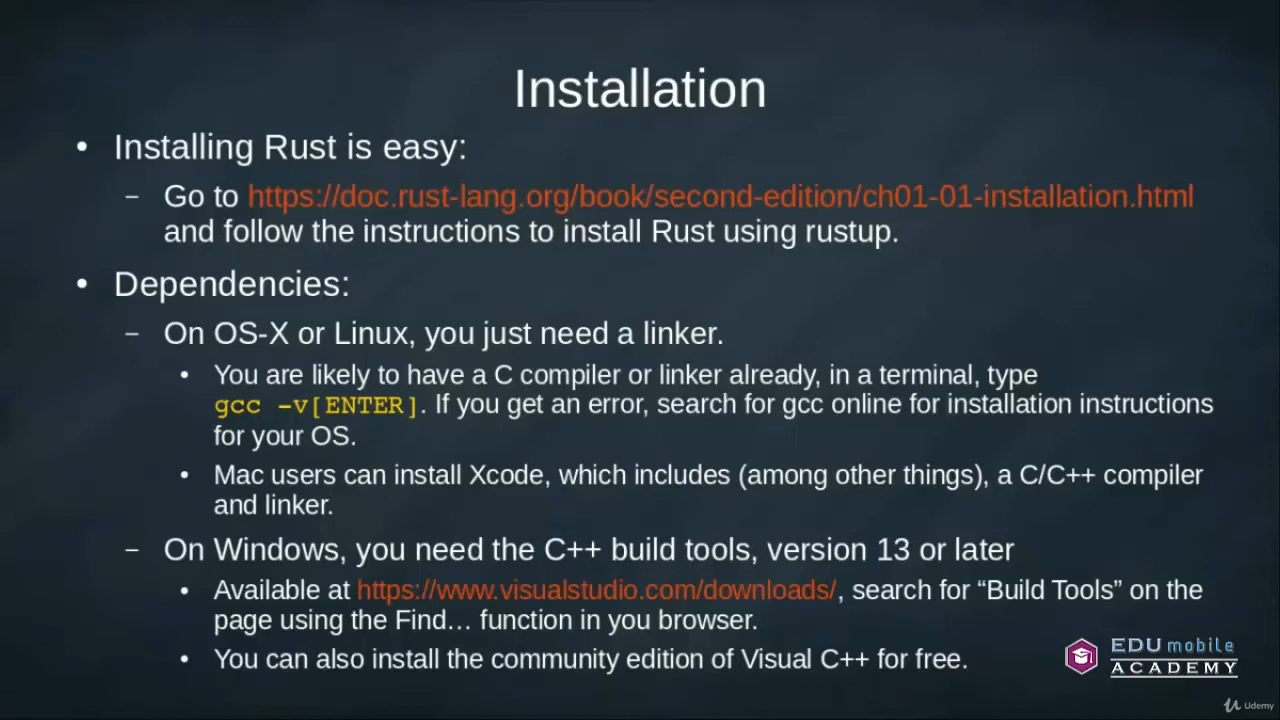 Installation
• Installing Rust is easy:
– Go to https://doc.rust-lang.org/book/second-edition/ch01-01-installation.html
and follow the instructions to install Rust using rustup.
• Dependencies:
– On OS-X or Linux, you just need a linker.
• You are likely to have a C compiler or linker already, in a terminal, type
gcc –v[ENTER]. If you get an error, search for gcc online for installation instructions
for your OS.
• Mac users can install Xcode, which includes (among other things), a C/C++ compiler
and linker.
– On Windows, you need the C++ build tools, version 13 or later
• Available at https://www.visualstudio.com/downloads/, search for “Build Tools” on the
page using the Find… function in you browser.
• You can also install the community edition of Visual C++ for free.
EDUmobile
ACADEMY
Udemy